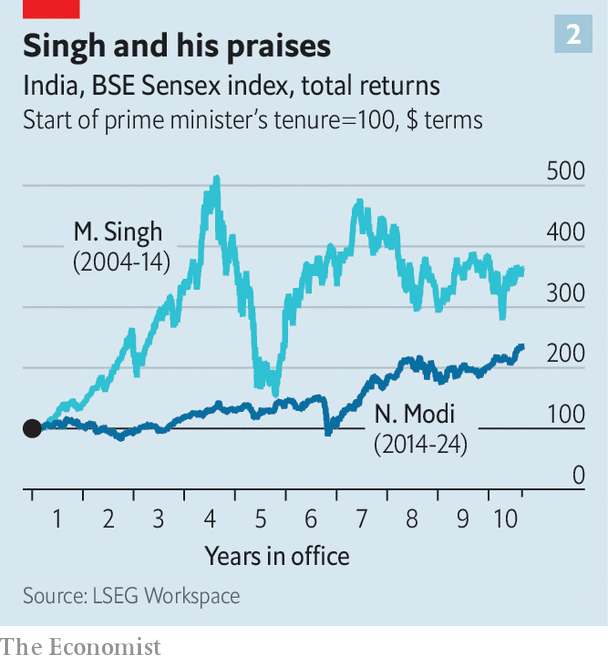 2
Singh and his praises
India, BSE Sensex index, total returns
Start of prime minister's tenure=100, $ terms
500
M. Singh
(2004-14)
400
300
200
N. Modi
(2014-24)
100
0
1 2 3 4 5 6 7 8 9 10
Years in office
Source: LSEG Workspace
The Economist